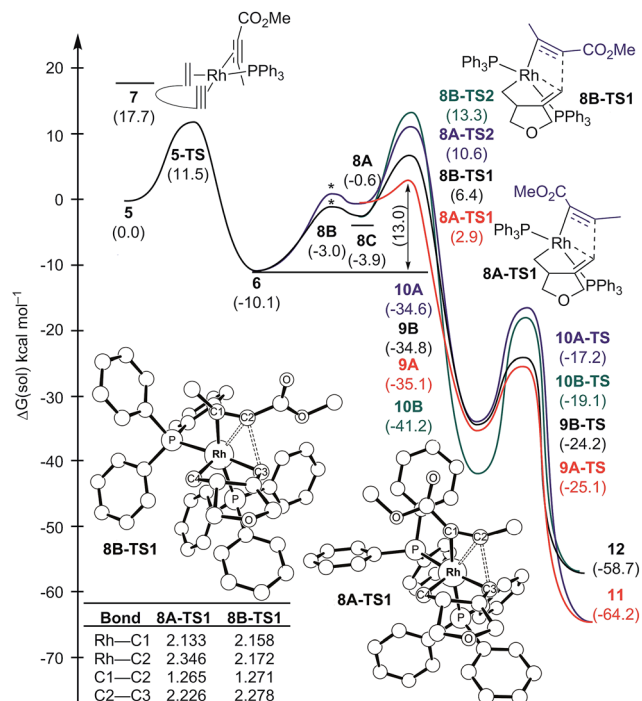 ΔG(sol) kcal mol⁻¹
20
10
0
-10
-20
-30
-40
-50
-60
-70
7
(17.7)
CO₂Me
Rh
PPh₃
5
(0.0)
5-TS
(11.5)
6
(-10.1)
*
*
8A
(-0.6)
8B
(-3.0)
8C
(-3.9)
(13.0)
8B-TS2
(13.3)
8A-TS2
(10.6)
8B-TS1
(6.4)
8A-TS1
(2.9)
Ph₃P
Rh
CO₂Me
PPh₃
O
8B-TS1
MeO₂C
Ph₃P
Rh
PPh₃
O
8A-TS1
10A
(-34.6)
9B
(-34.8)
9A
(-35.1)
10B
(-41.2)
10A-TS
(-17.2)
10B-TS
(-19.1)
9B-TS
(-24.2)
9A-TS
(-25.1)
12
(-58.7)
11
(-64.2)
O
O
C1
C2
P
Rh
C4
C3
P
O
8B-TS1
O
O
C1
C2
P
Rh
C4
C3
P
O
8A-TS1
Bond 8A-TS1 8B-TS1
Rh—C1 2.133 2.158
Rh—C2 2.346 2.172
C1—C2 1.265 1.271
C2—C3 2.226 2.278